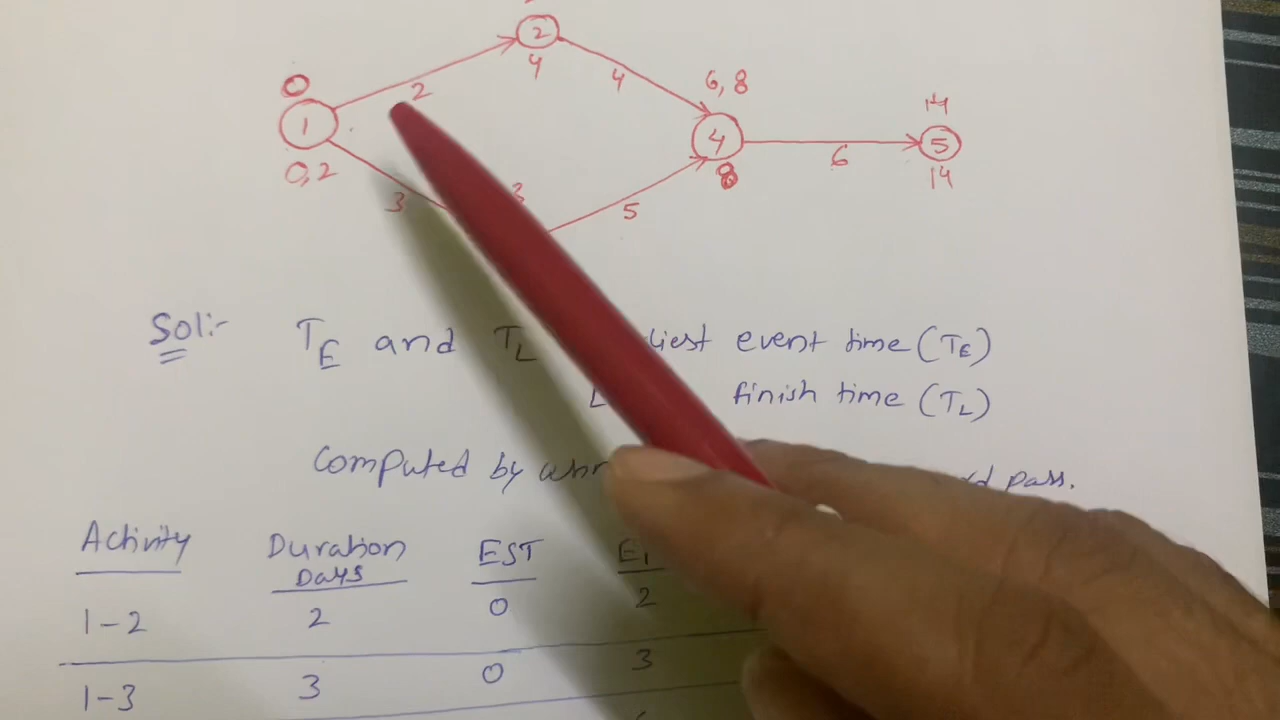 2
4
0
2
4
6, 8
14
1
4
5
6
0,2
3
5
8
14
Sol:-
TE and TL
event time (TE)
finish time (TL)
Computed by
pass.
Activity Duration Days EST
1-2 2 0 2
1-3 3 0 3